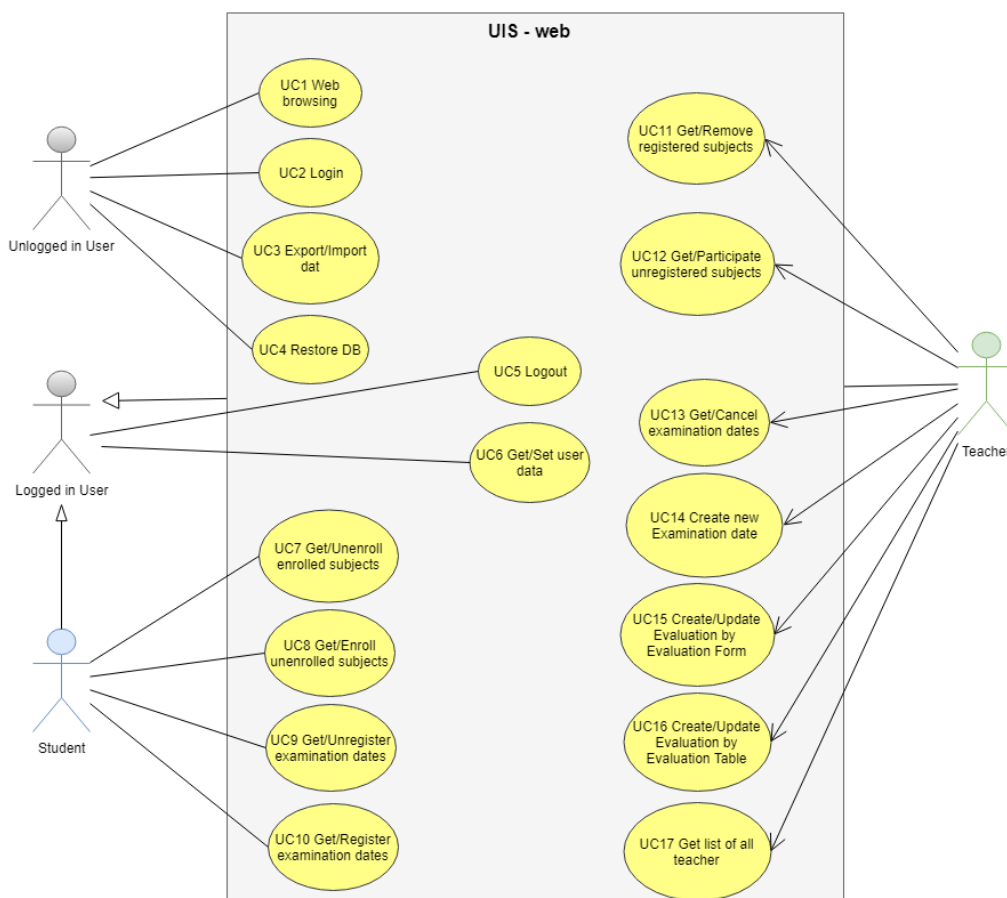 UIS - web
UC1 Web
browsing
UC2 Login
UC3 Export/Import
dat
UC4 Restore DB
Unlogged in User
UC5 Logout
UC6 Get/Set user
data
Logged in User
UC7 Get/Unenroll
enrolled subjects
UC8 Get/Enroll
unenrolled subjects
UC9 Get/Unregister
examination dates
UC10 Get/Register
examination dates
Student
UC11 Get/Remove
registered subjects
UC12 Get/Participate
unregistered subjects
UC13 Get/Cancel
examination dates
UC14 Create new
Examination date
UC15 Create/Update
Evaluation by
Evaluation Form
UC16 Create/Update
Evaluation by
Evaluation Table
UC17 Get list of all
teacher
Teacher